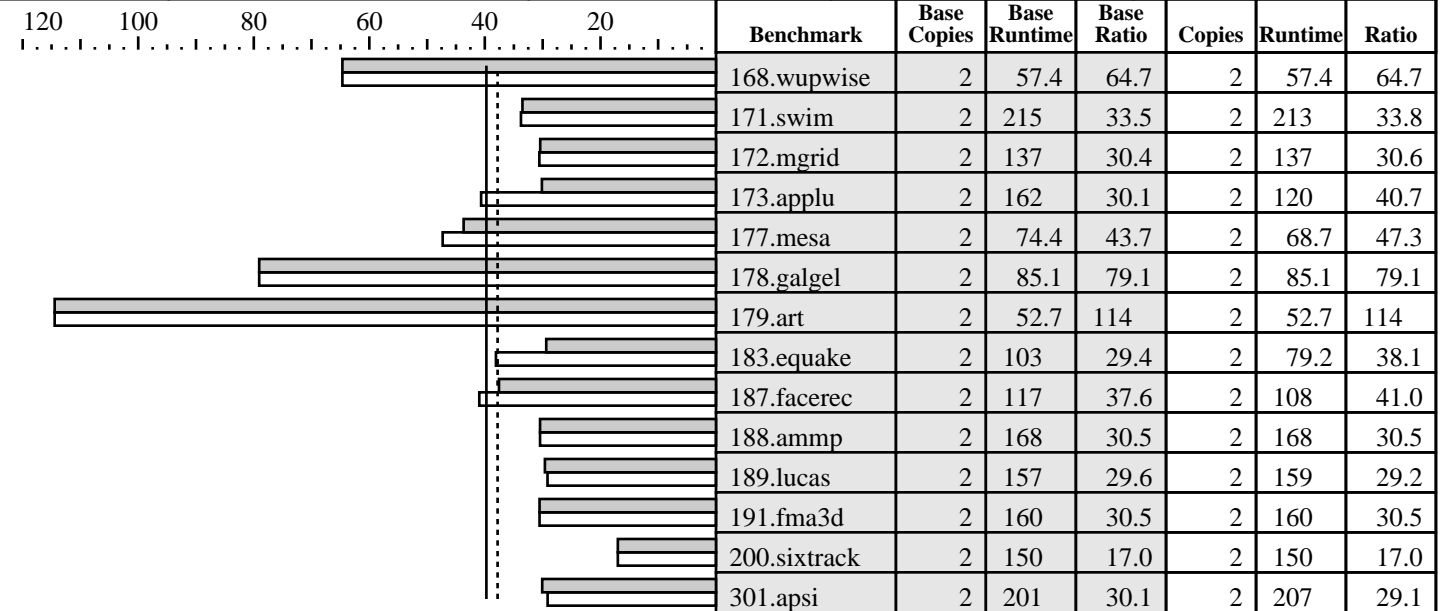 120 100 80 60 40 20
Benchmark Base Copies Base Runtime Base Ratio Copies Runtime Ratio
168.wupwise 2 57.4 64.7 2 57.4 64.7
171.swim 2 215 33.5 2 213 33.8
172.mgrid 2 137 30.4 2 137 30.6
173.applu 2 162 30.1 2 120 40.7
177.mesa 2 74.4 43.7 2 68.7 47.3
178.galgel 2 85.1 79.1 2 85.1 79.1
179.art 2 52.7 114 2 52.7 114
183.equake 2 103 29.4 2 79.2 38.1
187.facerec 2 117 37.6 2 108 41.0
188.ammp 2 168 30.5 2 168 30.5
189.lucas 2 157 29.6 2 159 29.2
191.fma3d 2 160 30.5 2 160 30.5
200.sixtrack 2 150 17.0 2 150 17.0
301.apsi 2 201 30.1 2 207 29.1